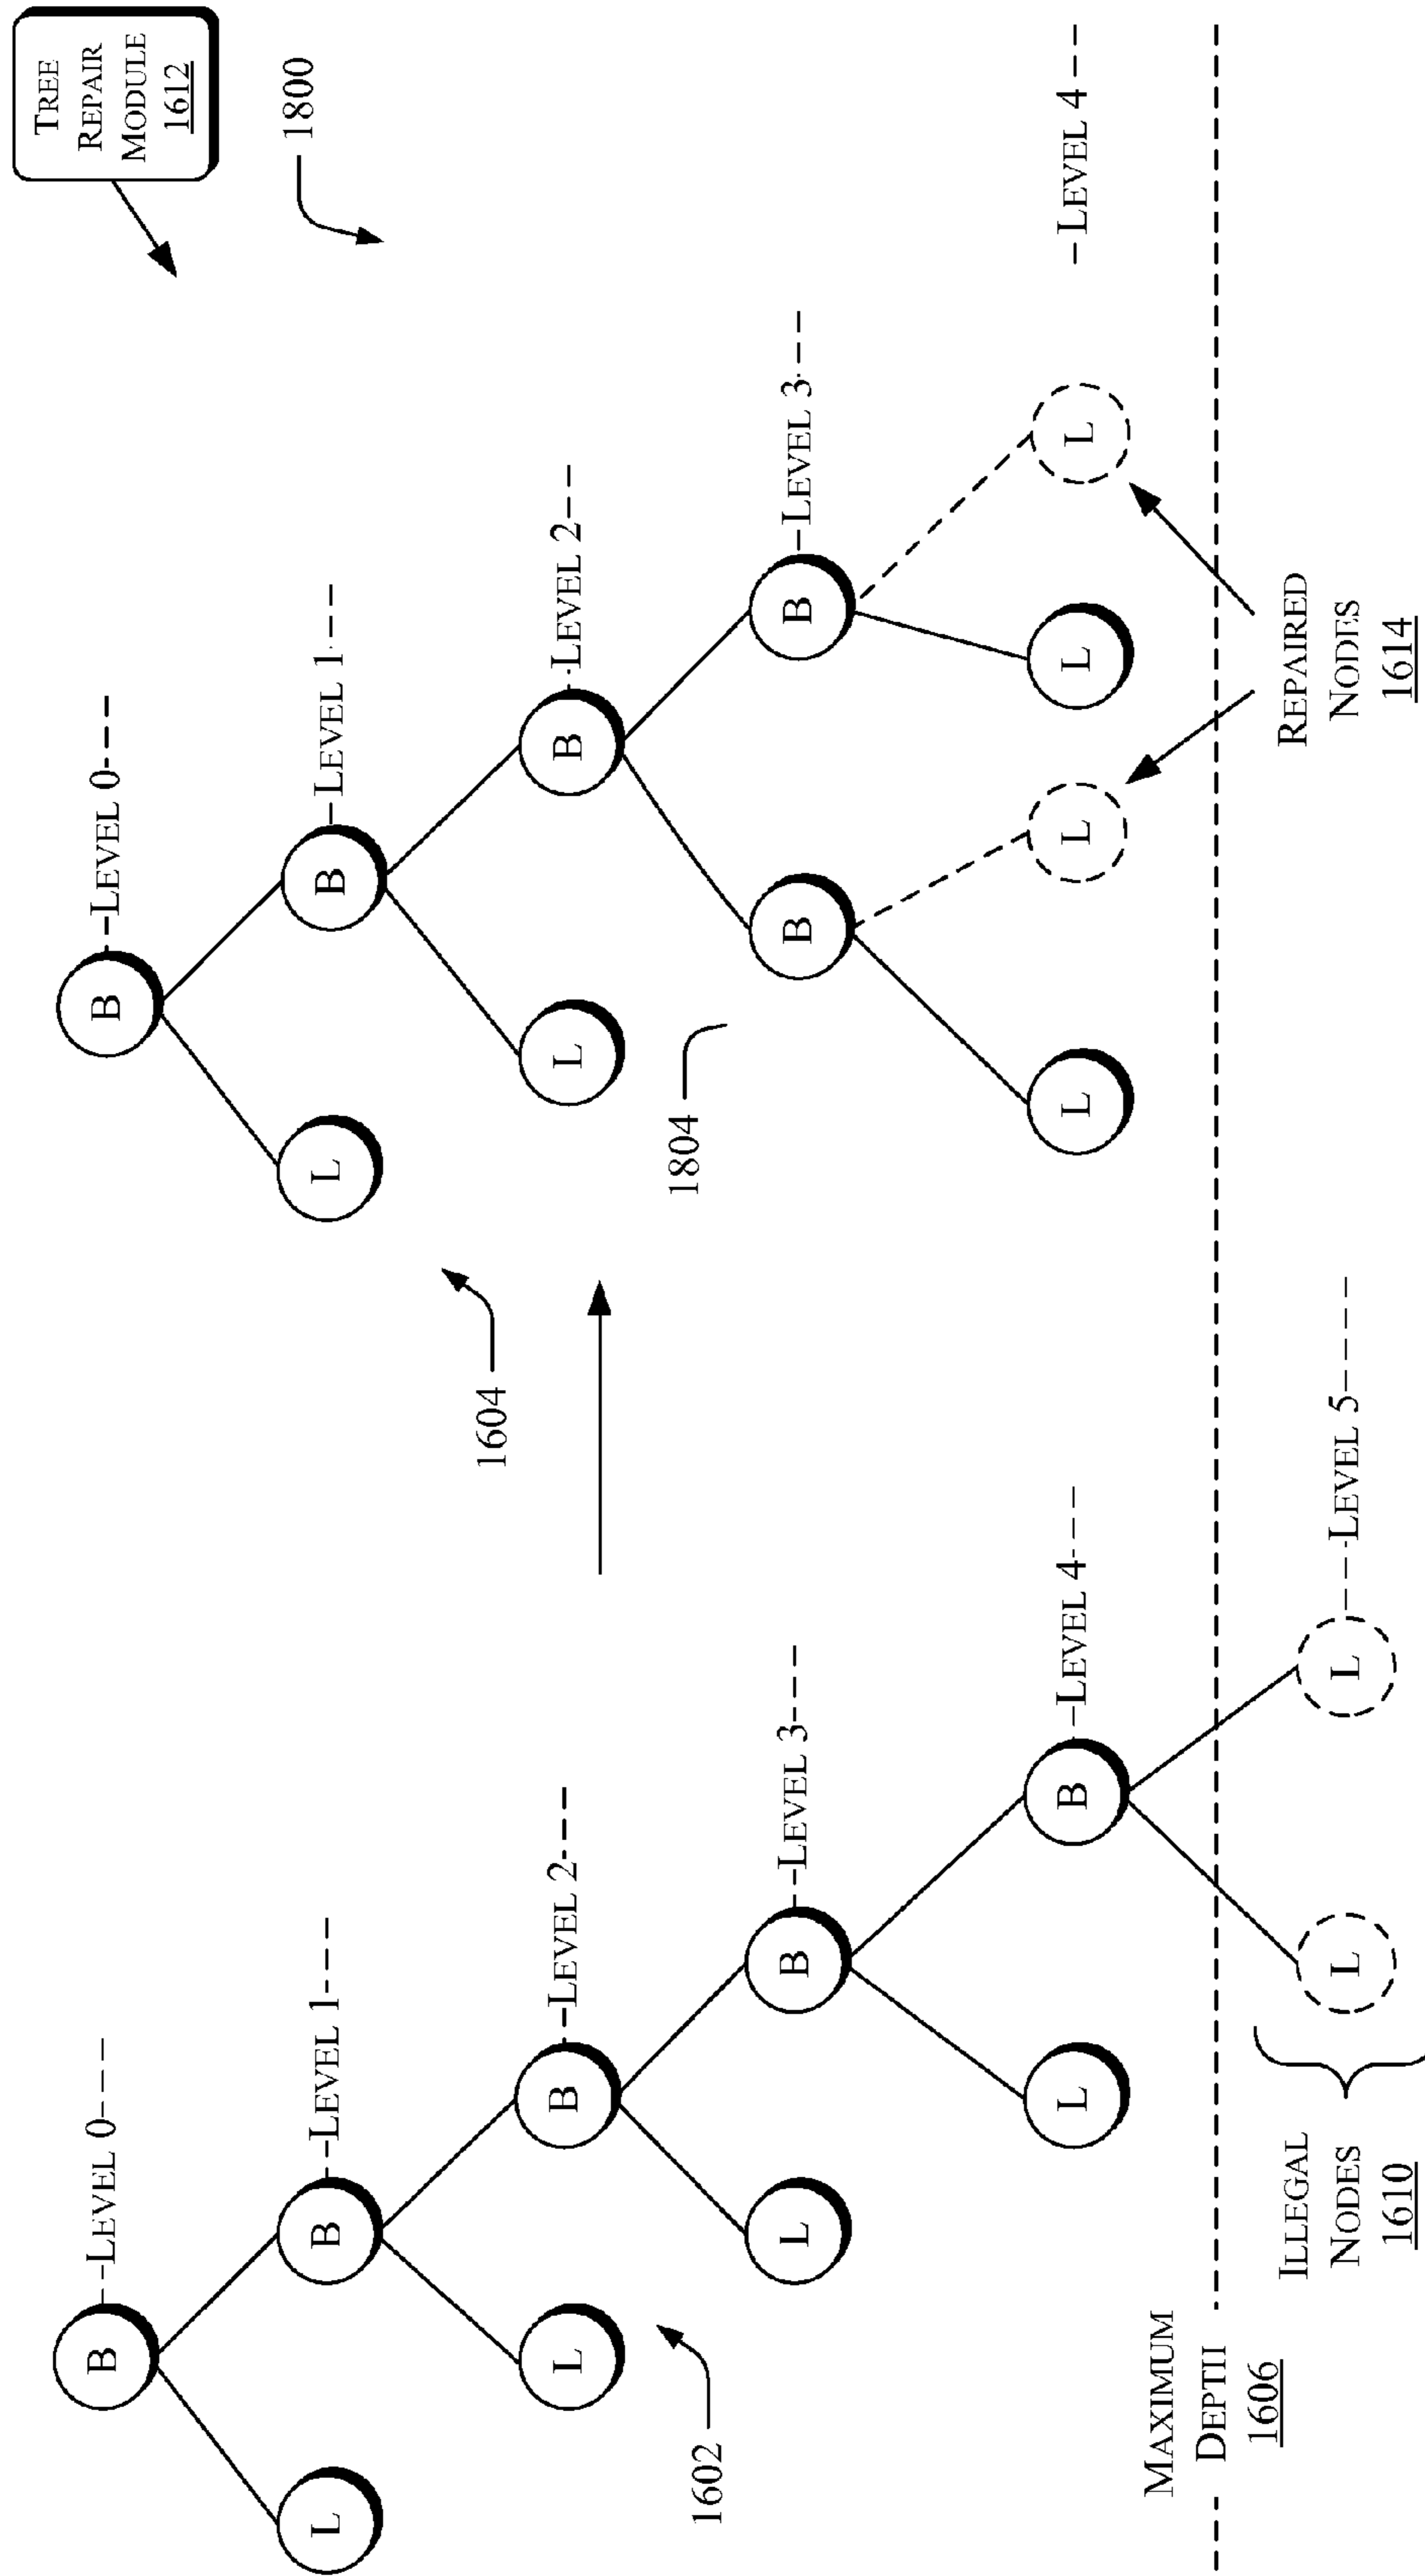 TREE
REPAIR
MODULE
1612
1800
B
---LEVEL 0----
B
---LEVEL 0----
L
B
---LEVEL 1----
L
B
---LEVEL 1----
1604
L
B
---LEVEL 2----
L
B
---LEVEL 2----
1602
1804
L
B
---LEVEL 3----
B
B
---LEVEL 3----
L
B
---LEVEL 4----
L
L
L
L
---LEVEL 4----
MAXIMUM
DEPTH
1606
ILLEGAL
NODES
1610
L
L
----LEVEL 5-----
REPAIRED
NODES
1614